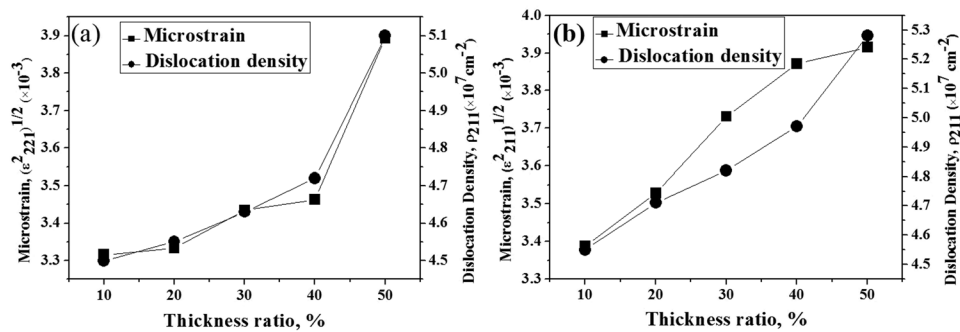 (a)
Microstrain
Dislocation density
3.9
3.8
3.7
3.6
3.5
3.4
3.3
Microstrain, (ε²₂₂₁)¹/² (×10⁻³)
5.1
5.0
4.9
4.8
4.7
4.6
4.5
Dislocation Density, ρ₂₁₁(×10⁷ cm⁻²)
10 20 30 40 50
Thickness ratio, %
(b)
Microstrain
Dislocation density
4.0
3.9
3.8
3.7
3.6
3.5
3.4
3.3
Microstrain, (ε²₂₁₁)¹/² (×10⁻³)
5.3
5.2
5.1
5.0
4.9
4.8
4.7
4.6
4.5
Dislocation Density, ρ₂₁₁(×10⁷ cm⁻²)
10 20 30 40 50
Thickness ratio, %